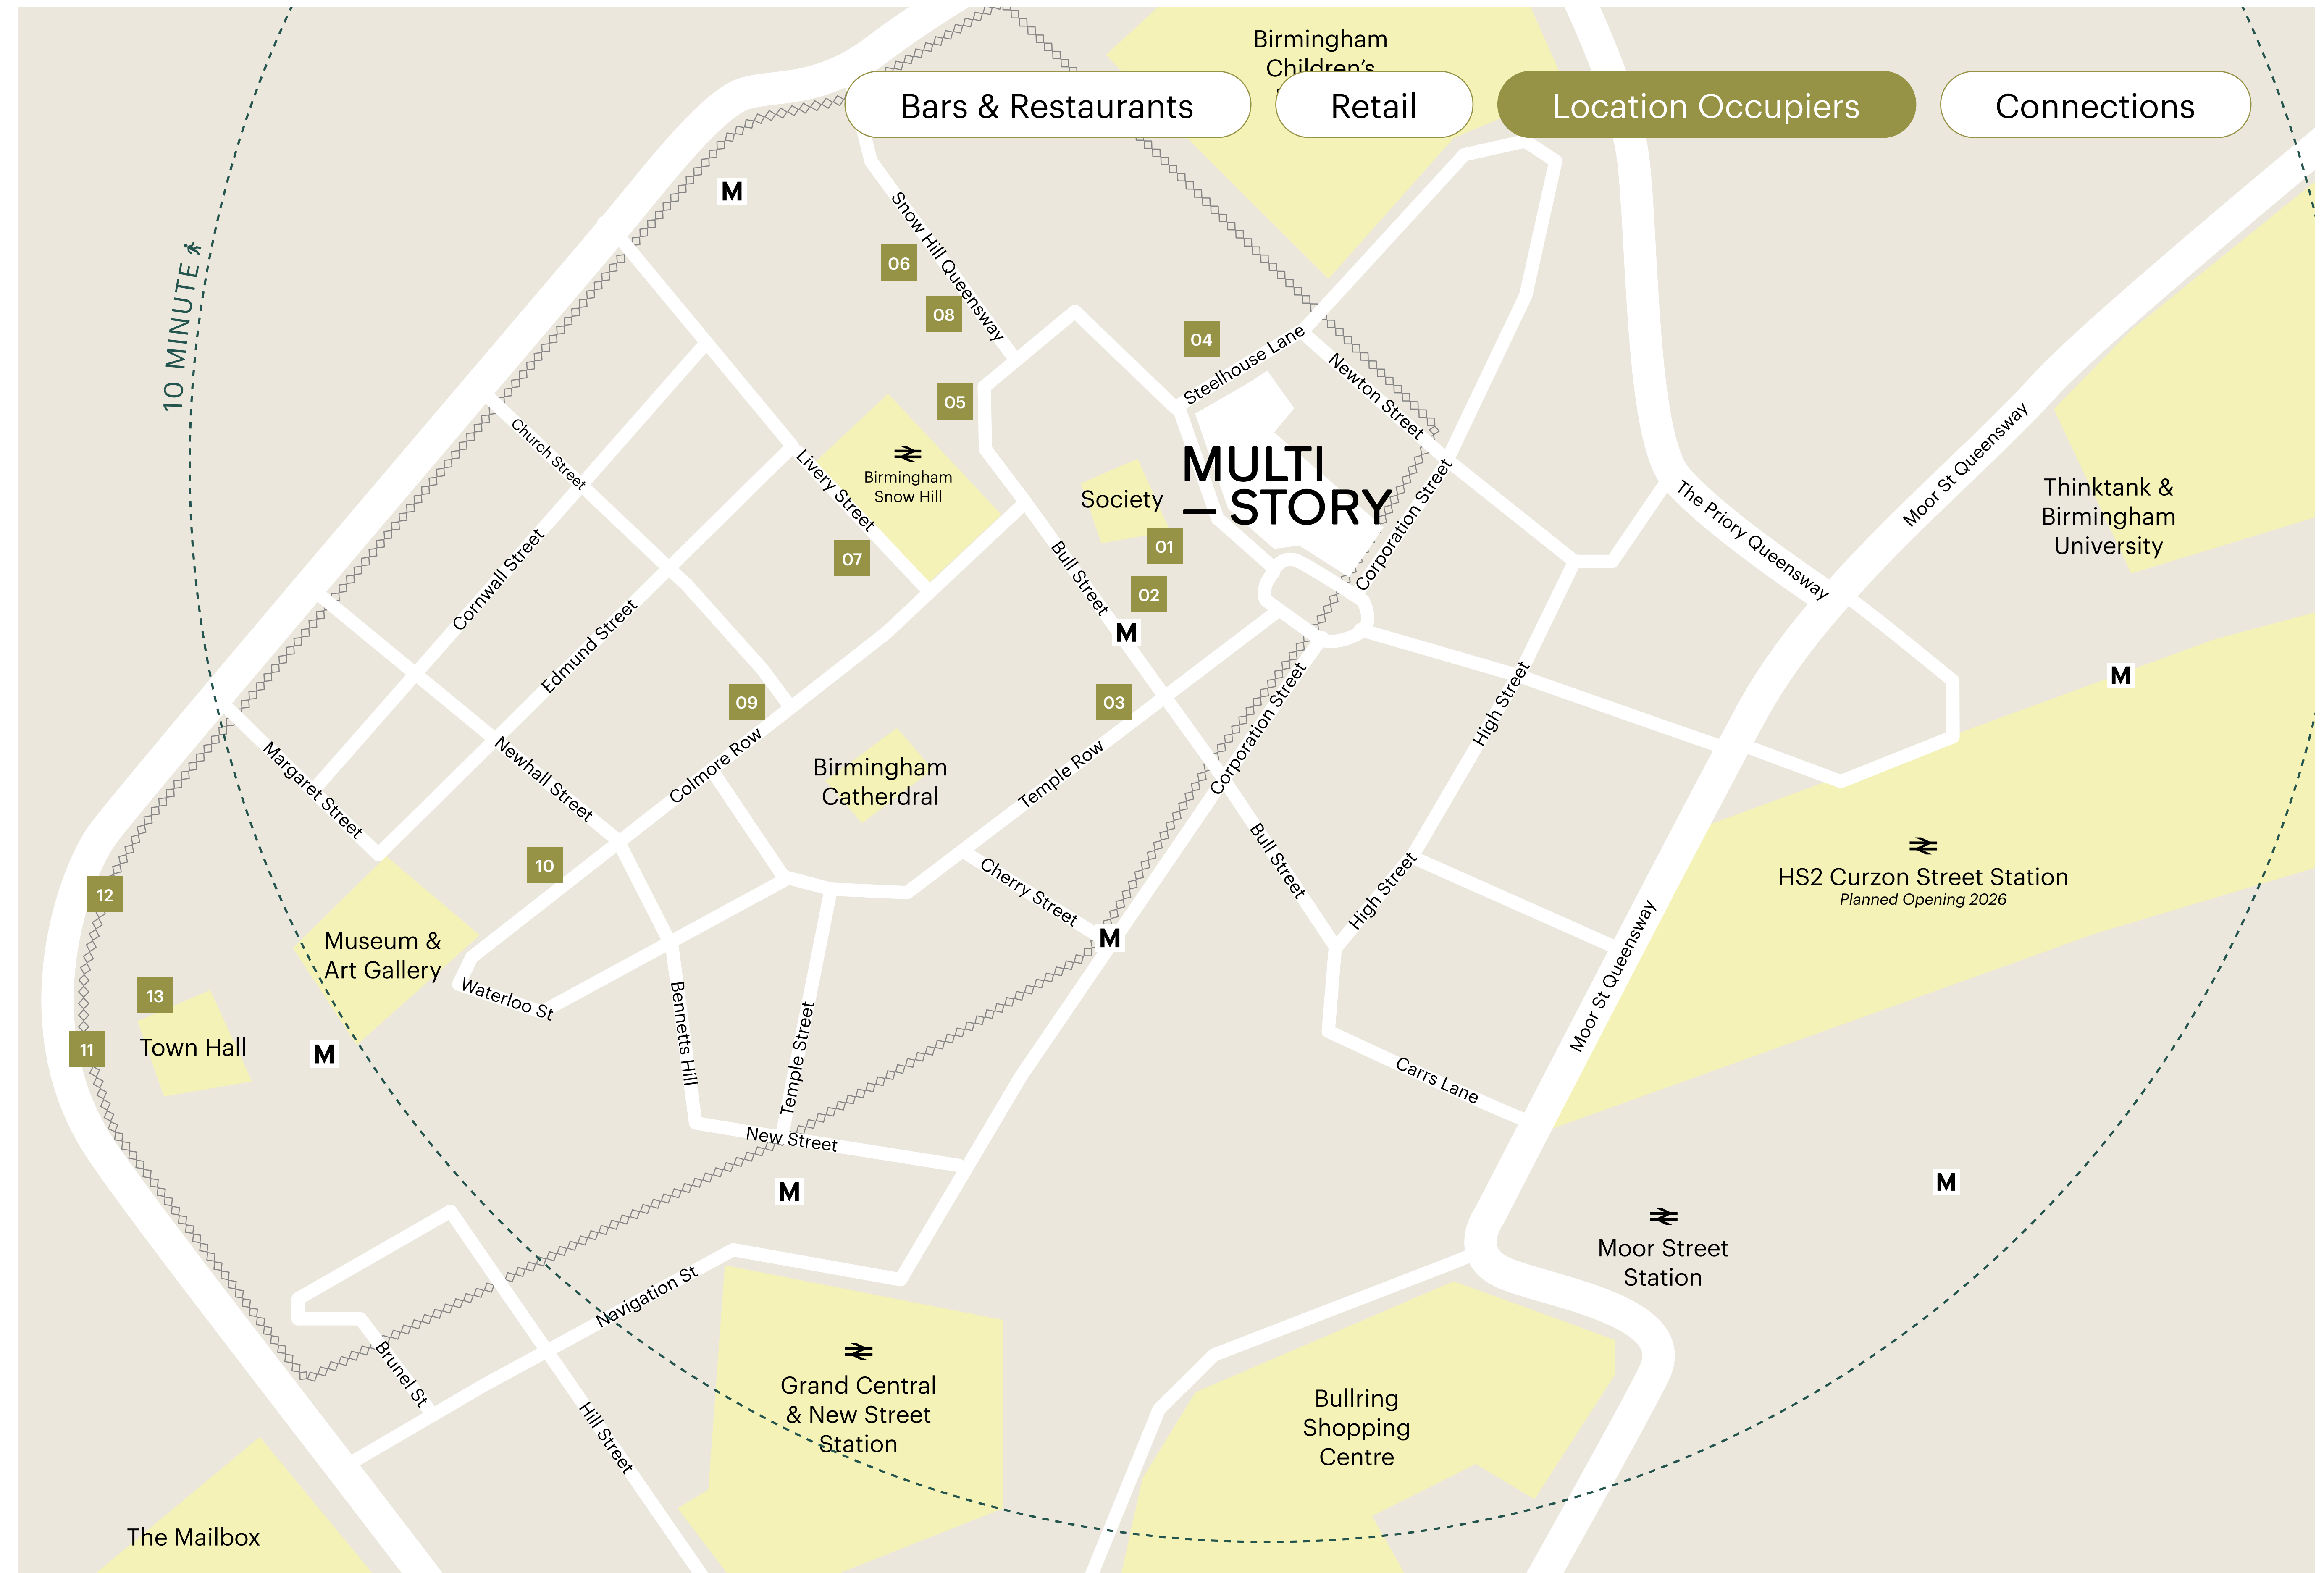 Birmingham
Children's
Bars & Restaurants
Retail
Location Occupiers
Connections
M
10 MINUTE
Snow Hill Queensway
06
08
04
Steelhouse Lane
Newton Street
05
Church Street
Livery Street
Birmingham
Snow Hill
Society
MULTI
— STORY
Corporation Street
The Priory Queensway
Moor St Queensway
Thinktank &
Birmingham
University
Cornwall Street
07
Bull Street
01
02
M
Edmund Street
09
03
High Street
M
Margaret Street
Newhall Street
Colmore Row
Birmingham
Catherdral
Temple Row
Corporation Street
10
Cherry Street
Bull Street
High Street
HS2 Curzon Street Station
Planned Opening 2026
12
Museum &
Art Gallery
M
Moor St Queensway
13
Waterloo St
Bennetts Hill
Temple Street
11
Town Hall
M
Carrs Lane
New Street
M
M
Moor Street
Station
Navigation St
Brunel St
Grand Central
& New Street
Station
Hill Street
Bullring
Shopping
Centre
The Mailbox